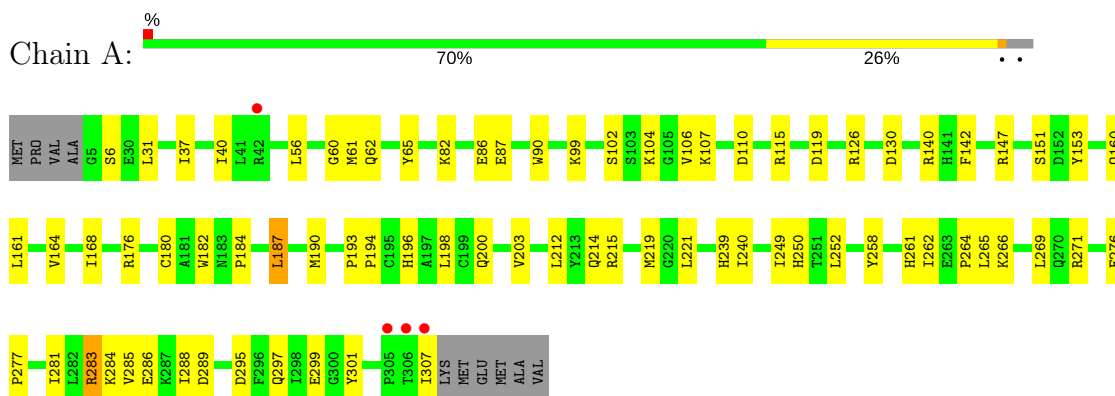 %
Chain A:
70% 26% • •
MET PRO VAL ALA G5 S6 E30 L31 I37 I40 L41 R42 L56 G60 M61 Q62 Y65 K82 E86 E87 W90 K99 S102 S103 K104 G105 V106 K107 D110 R115 D119 R126 D130 R140 H141 F142 R147 S151 D152 Y153
L161 V164 I168 R176 C180 A181 W182 N183 P184 L187 M190 P193 P194 C195 H196 A197 L198 C199 Q200 V203 L212 Y213 Q214 R215 M219 G220 L221 H239 I240 I249 H250 T251 L252 Y258 H261 I262 E263 P264 L265 K266 L269 Q270 R271
P277 I281 L282 R283 K284 V285 E286 K287 I288 D289 D295 F296 Q297 I298 E299 G300 Y301 P305 T306 I307 LYS MET GLU MET ALA VAL